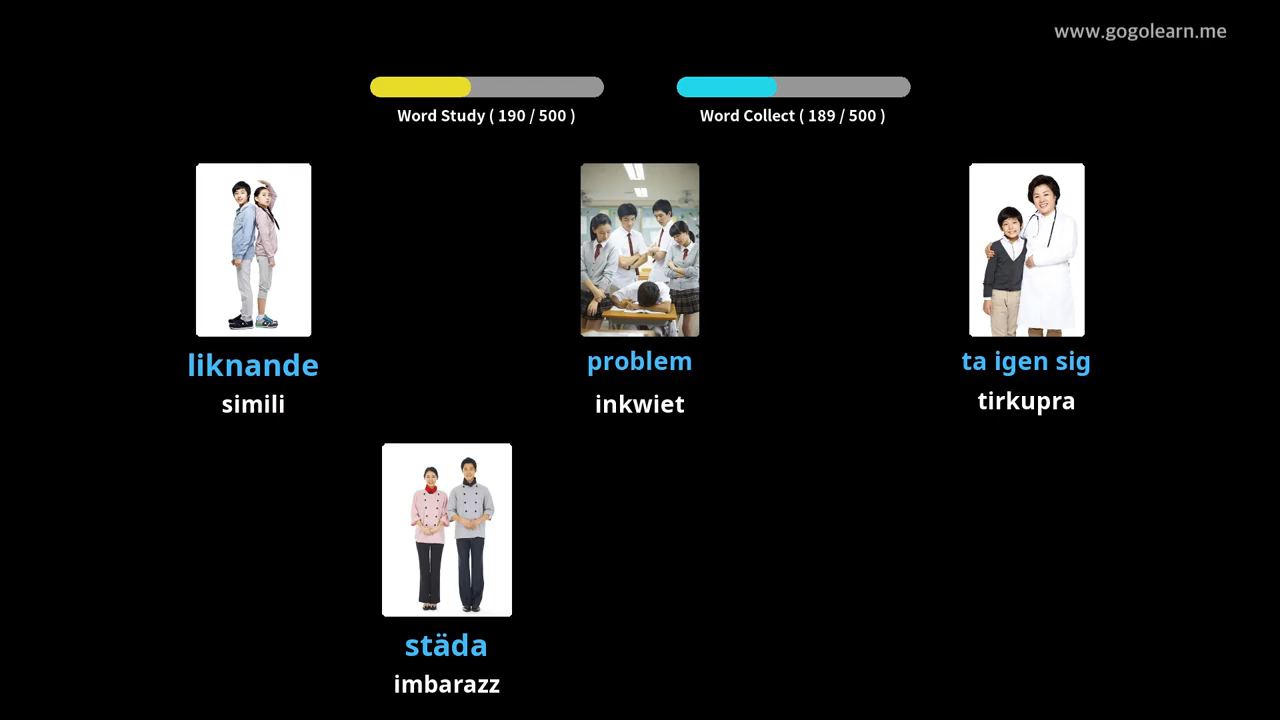 www.gogolearn.me
Word Study ( 190 / 500 )
Word Collect ( 189 / 500 )
liknande
simili
problem
inkwiet
ta igen sig
tirkupra
städa
imbarazz